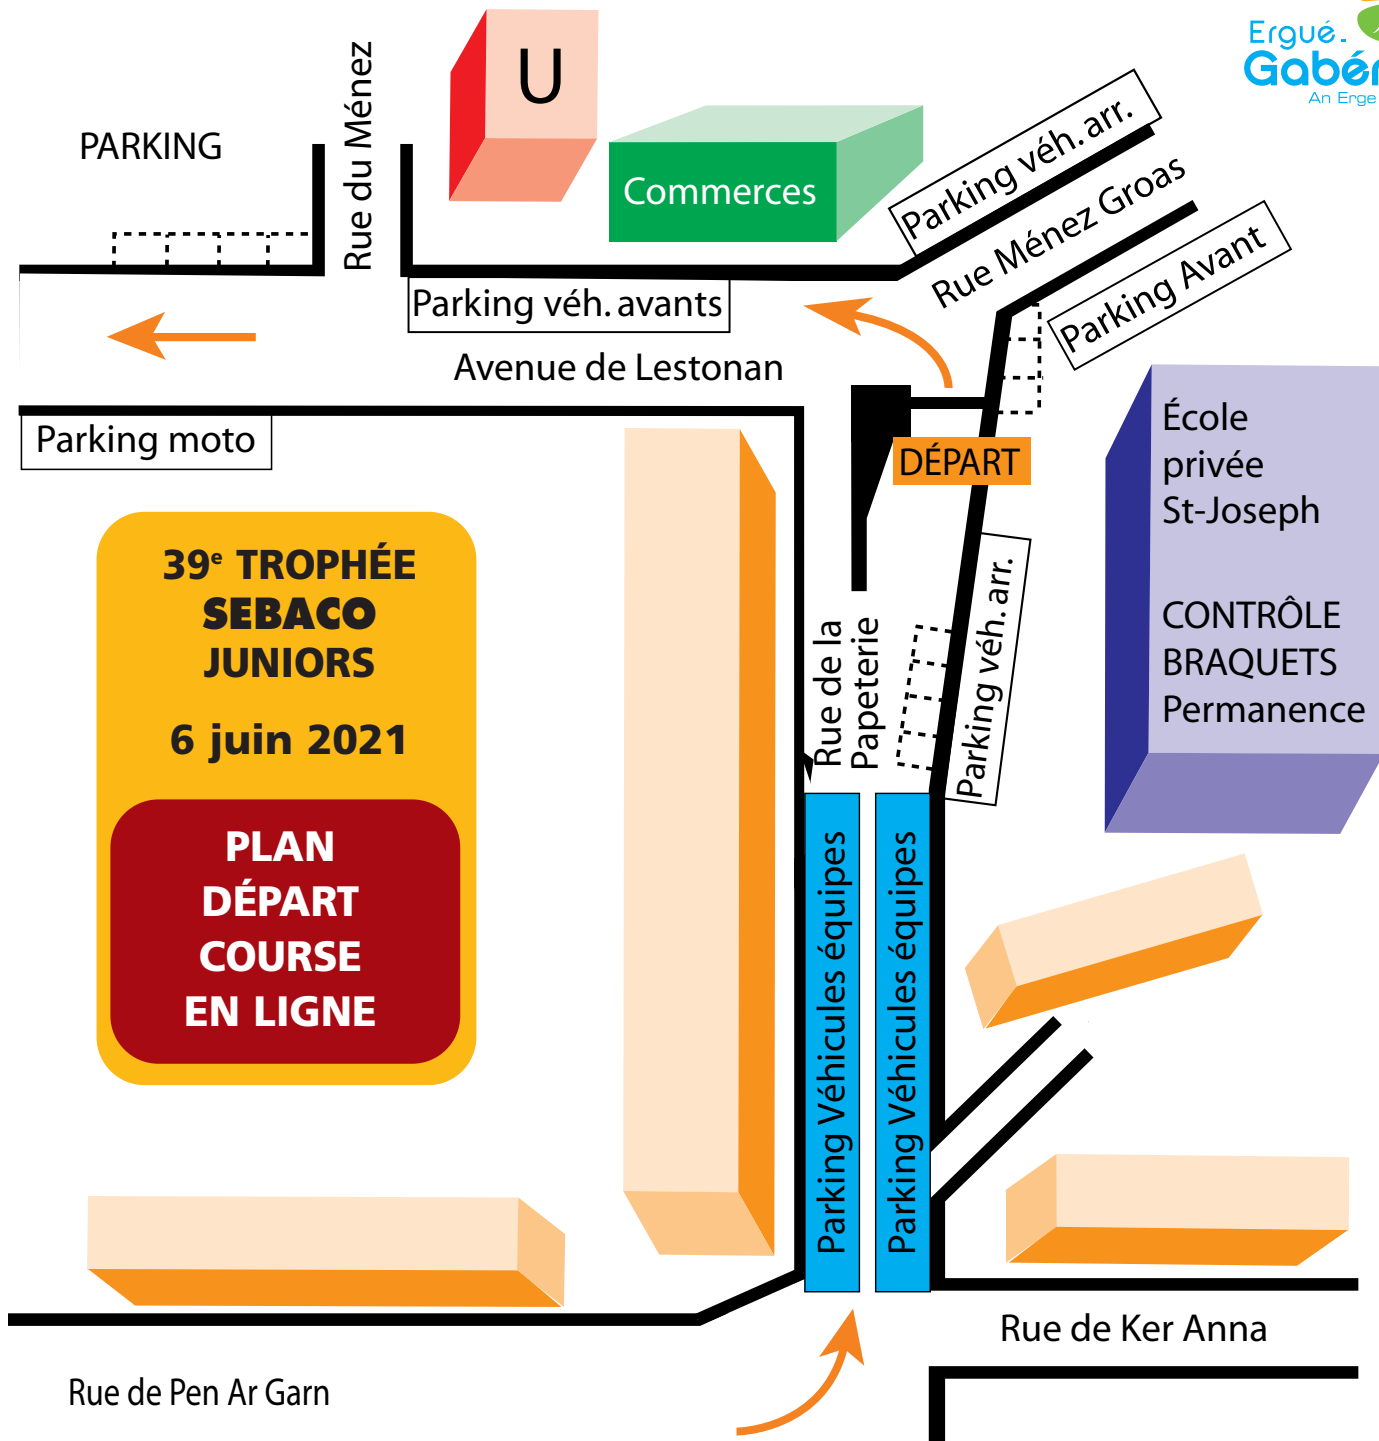 Ergué-
An Erge
PARKING
Rue du Ménez
U
Commerces
Parking véh. arr.
Rue Ménez Groas
Parking Avant
Parking véh. avants
Avenue de Lestonan
Parking moto
DÉPART
École
privée
St-Joseph
CONTRÔLE
BRAQUETS
Permanence
39e TROPHÉE
SEBACO
JUNIORS
6 juin 2021
PLAN
DÉPART
COURSE
EN LIGNE
Rue de la
Papeterie
Parking véh. arr.
Parking Véhicules équipes
Parking Véhicules équipes
Rue de Ker Anna
Rue de Pen Ar Garn